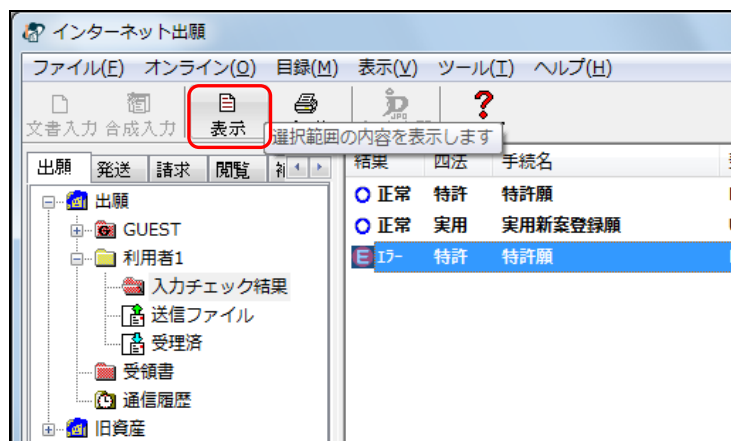 インターネット出願
ファイル(F) オンライン(O) 目録(M) 表示(V) ツール(T) ヘルプ(H)
文書入力 合成入力 表示
選択範囲の内容を表示します
出願 発送 請求 閲覧
結果 四法 手続名
正常 特許 特許願
正常 実用 実用新案登録願
E ｴﾗｰ 特許 特許願
出願
GUEST
利用者1
入力チェック結果
送信ファイル
受理済
受領書
通信履歴
旧資産